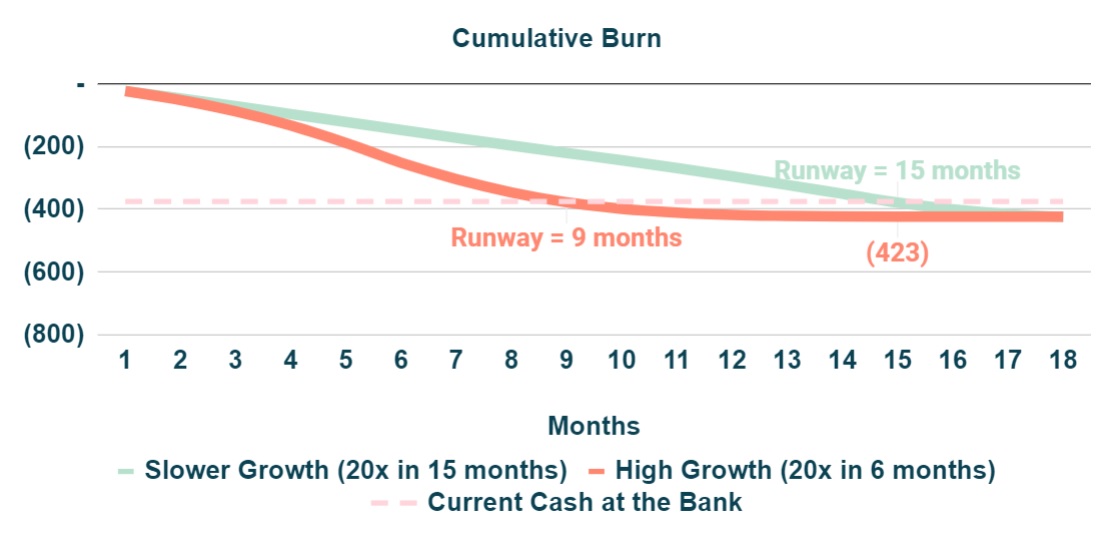 Cumulative Burn
-
(200)
(400)
(600)
(800)
Runway = 15 months
Runway = 9 months
(423)
1 2 3 4 5 6 7 8 9 10 11 12 13 14 15 16 17 18
Months
Slower Growth (20x in 15 months) High Growth (20x in 6 months)
Current Cash at the Bank